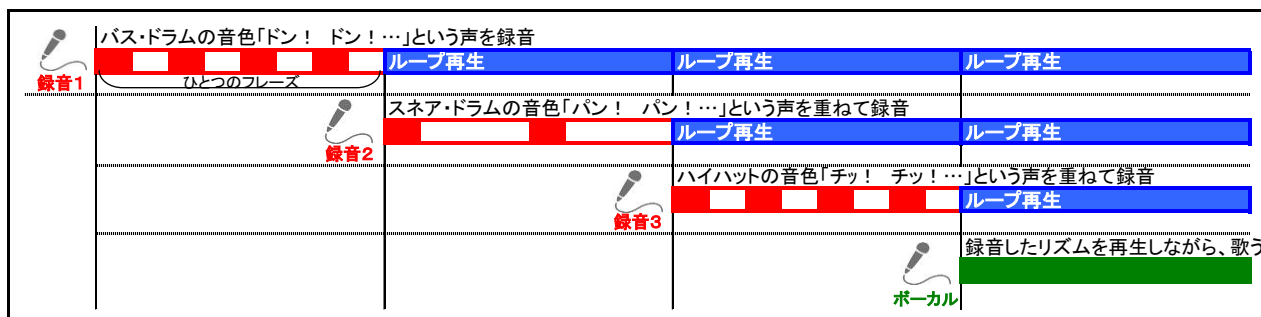 バス・ドラムの音色「ドン！　ドン！…」という声を録音
ループ再生　ループ再生　ループ再生
録音1
ひとつのフレーズ
スネア・ドラムの音色「パン！　パン！…」という声を重ねて録音
ループ再生　ループ再生
録音2
ハイハットの音色「チッ！　チッ！…」という声を重ねて録音
ループ再生
録音3
録音したリズムを再生しながら、歌う
ボーカル